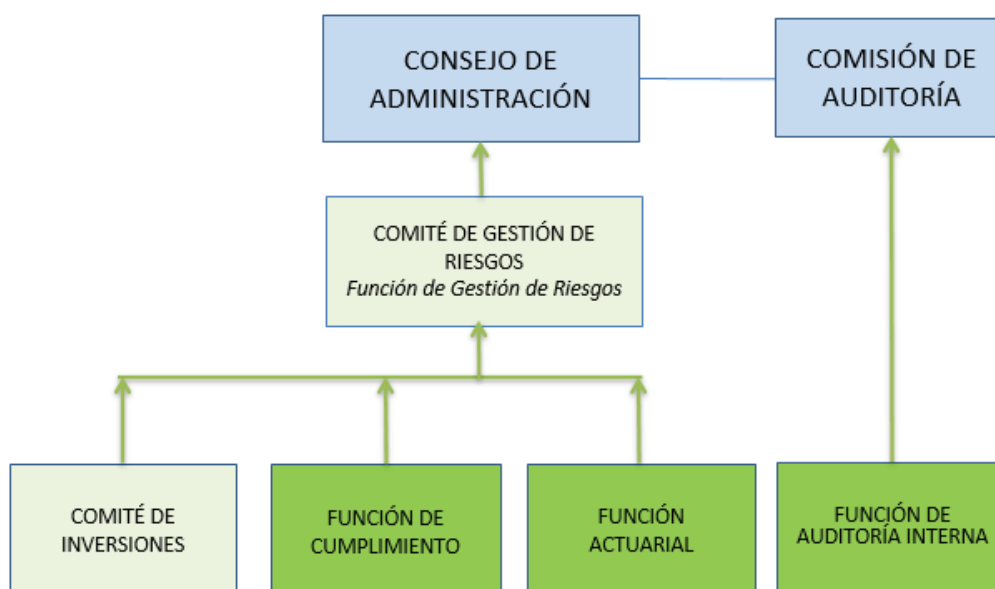 CONSEJO DE
ADMINISTRACIÓN
COMISIÓN DE
AUDITORÍA
COMITÉ DE GESTIÓN DE
RIESGOS
Función de Gestión de Riesgos
COMITÉ DE
INVERSIONES
FUNCIÓN DE
CUMPLIMIENTO
FUNCIÓN
ACTUARIAL
FUNCIÓN DE
AUDITORÍA INTERNA